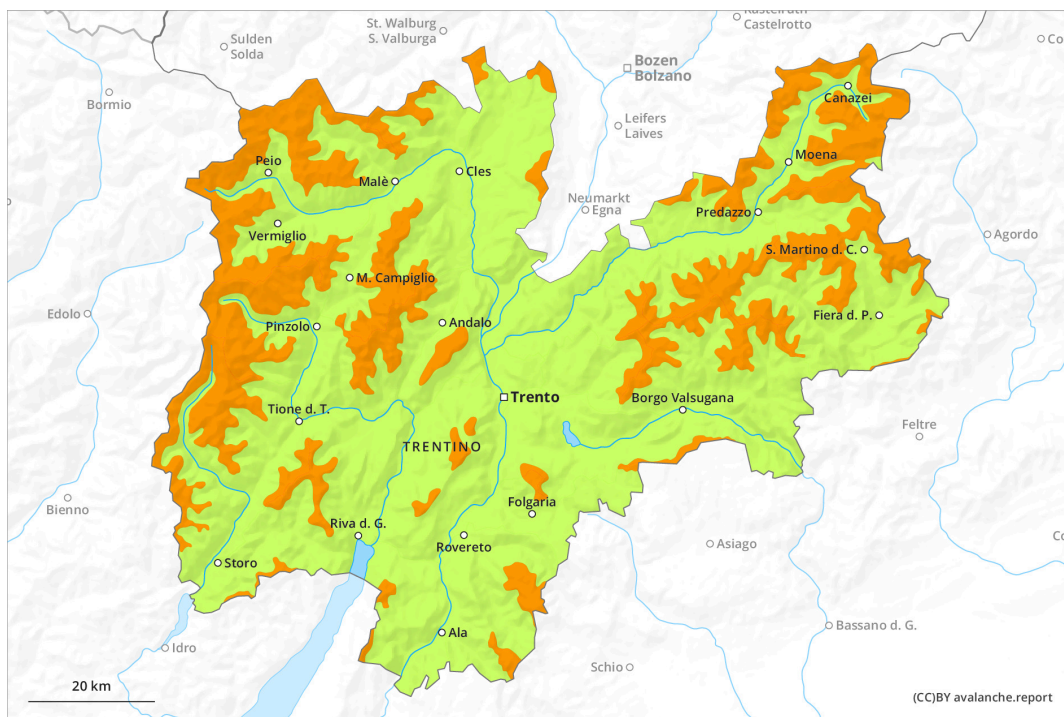 Kastelruth
Castelrotto
St. Walburg
S. Valburga
Sulden
Solda
Co
Bozen
Bolzano
Bormio
Canazei
Leifers
Laives
Moena
Peio
Malè
Cles
Neumarkt
Egna
Predazzo
Vermiglio
Agordo
S. Martino d. C.
M. Campiglio
Edolo
Pinzolo
Andalo
Fiera d. P.
Trento
Borgo Valsugana
Tione d. T.
Feltre
TRENTINO
Bienno
Folgaria
Riva d. G.
Rovereto
Asiago
Co
Storo
Bassano d. G.
Ala
Idro
Schio
20 km
(CC)BY avalanche.report